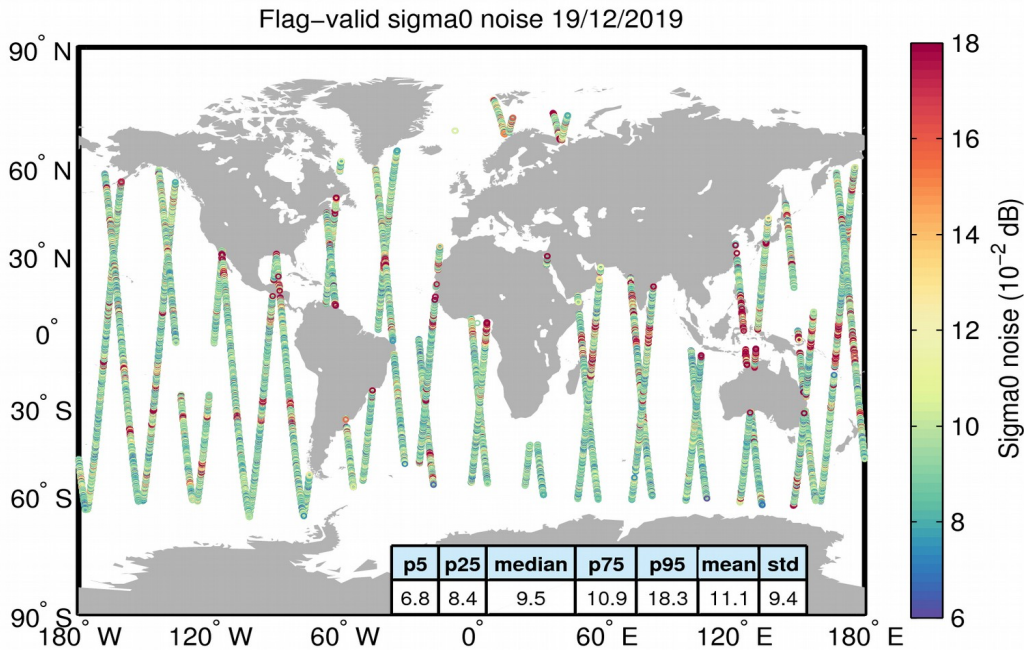 Flag−valid sigma0 noise 19/12/2019
90° N
60° N
30° N
0°
30° S
60° S
90° S
180° W 120° W 60° W 0° 60° E 120° E 180° E
p5 p25 median p75 p95 mean std
6.8 8.4 9.5 10.9 18.3 11.1 9.4
18
16
14
12
10
8
6
Sigma0 noise (10⁻² dB)